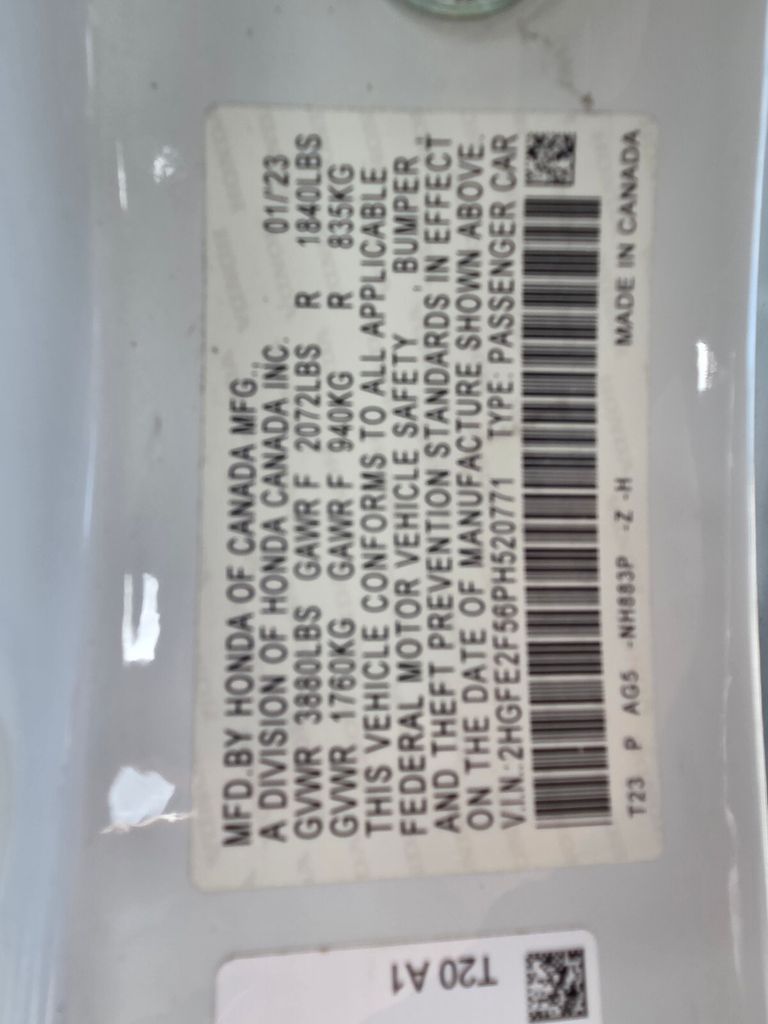 MFD.BY HONDA OF CANADA MFG.,
A DIVISION OF HONDA CANADA INC. 01/'23
GVWR 3880LBS GAWR F 2072LBS R 1840LBS
GVWR 1760KG GAWR F 940KG R 835KG
THIS VEHICLE CONFORMS TO ALL APPLICABLE
FEDERAL MOTOR VEHICLE SAFETY , BUMPER ,
AND THEFT PREVENTION STANDARDS IN EFFECT
ON THE DATE OF MANUFACTURE SHOWN ABOVE.
V.I.N.:2HGFE2F56PH520771 TYPE: PASSENGER CAR
T23 P AG5 -NH883P -Z -H MADE IN CANADA
T20 A1